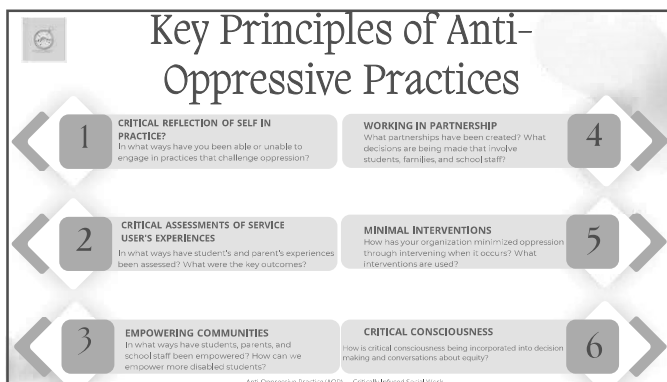 Key Principles of Anti-
Oppressive Practices
1
CRITICAL REFLECTION OF SELF IN
PRACTICE?
In what ways have you been able or unable to
engage in practices that challenge oppression?
2
CRITICAL ASSESSMENTS OF SERVICE
USER'S EXPERIENCES
In what ways have student's and parent's experiences
been assessed? What were the key outcomes?
3
EMPOWERING COMMUNITIES
In what ways have students, parents, and
school staff been empowered? How can we
empower more disabled students?
WORKING IN PARTNERSHIP
What partnerships have been created? What
decisions are being made that involve
students, families, and school staff?
4
MINIMAL INTERVENTIONS
How has your organization minimized oppression
through intervening when it occurs? What
interventions are used?
5
CRITICAL CONSCIOUSNESS
How is critical consciousness being incorporated into decision
making and conversations about equity?
6